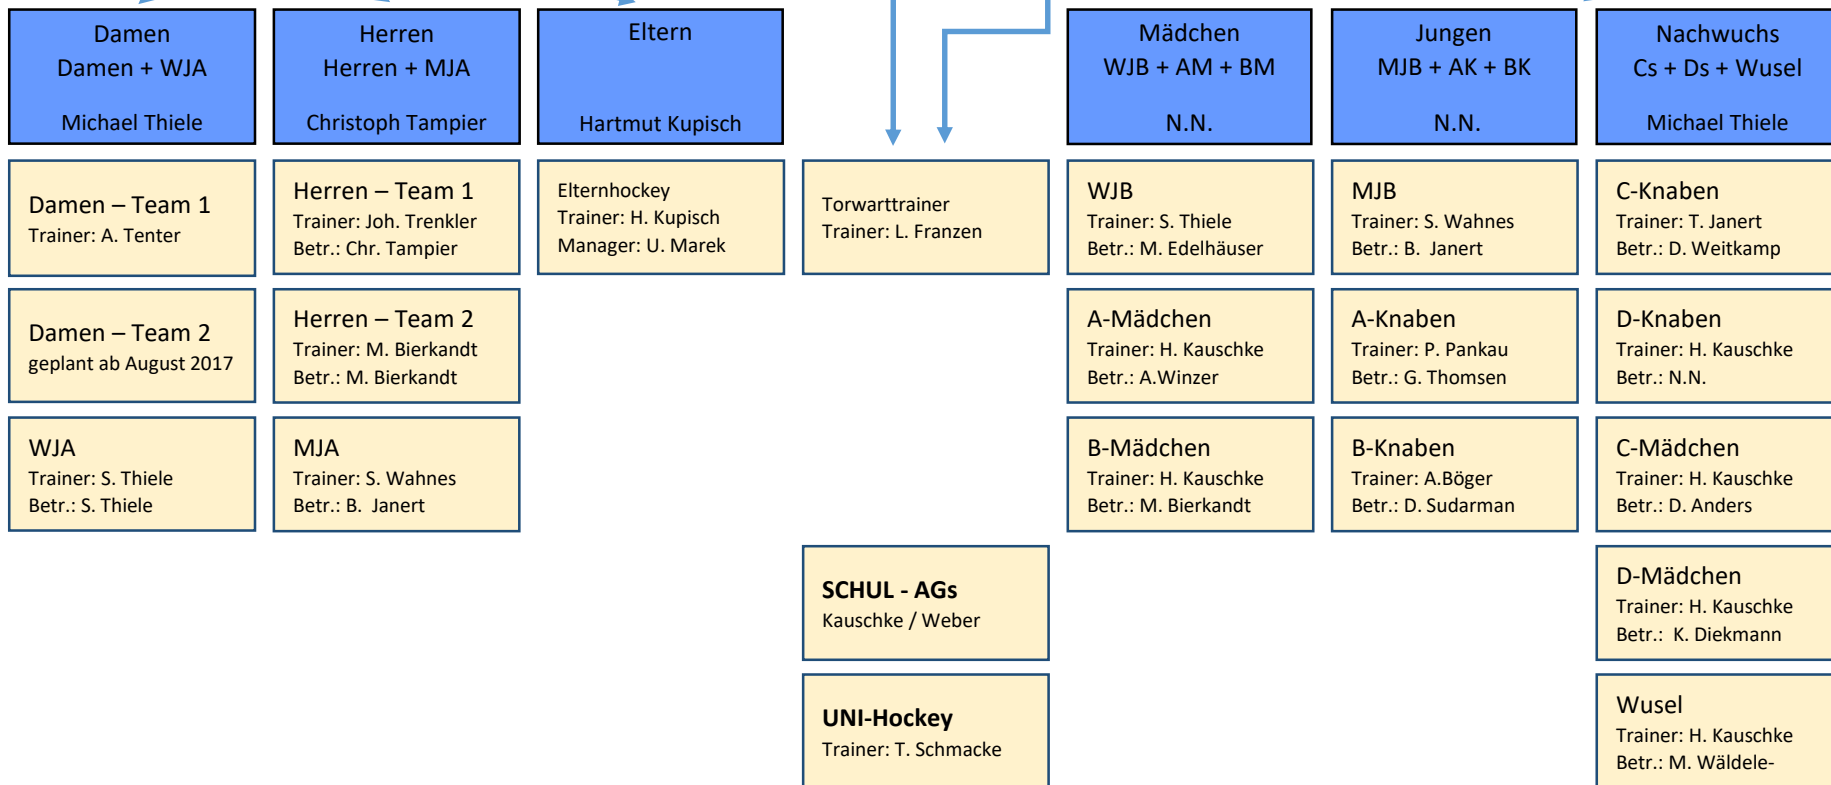 Damen
Damen + WJA
Michael Thiele
Herren
Herren + MJA
Christoph Tampier
Eltern
Hartmut Kupisch
Mädchen
WJB + AM + BM
N.N.
Jungen
MJB + AK + BK
N.N.
Nachwuchs
Cs + Ds + Wusel
Michael Thiele
Damen – Team 1
Trainer: A. Tenter
Herren – Team 1
Trainer: Joh. Trenkler
Betr.: Chr. Tampier
Elternhockey
Trainer: H. Kupisch
Manager: U. Marek
Torwarttrainer
Trainer: L. Franzen
WJB
Trainer: S. Thiele
Betr.: M. Edelhäuser
MJB
Trainer: S. Wahnes
Betr.: B. Janert
C-Knaben
Trainer: T. Janert
Betr.: D. Weitkamp
Damen – Team 2
geplant ab August 2017
Herren – Team 2
Trainer: M. Bierkandt
Betr.: M. Bierkandt
A-Mädchen
Trainer: H. Kauschke
Betr.: A.Winzer
A-Knaben
Trainer: P. Pankau
Betr.: G. Thomsen
D-Knaben
Trainer: H. Kauschke
Betr.: N.N.
WJA
Trainer: S. Thiele
Betr.: S. Thiele
MJA
Trainer: S. Wahnes
Betr.: B. Janert
B-Mädchen
Trainer: H. Kauschke
Betr.: M. Bierkandt
B-Knaben
Trainer: A.Böger
Betr.: D. Sudarman
C-Mädchen
Trainer: H. Kauschke
Betr.: D. Anders
SCHUL - AGs
Kauschke / Weber
D-Mädchen
Trainer: H. Kauschke
Betr.: K. Diekmann
UNI-Hockey
Trainer: T. Schmacke
Wusel
Trainer: H. Kauschke
Betr.: M. Wäldele-